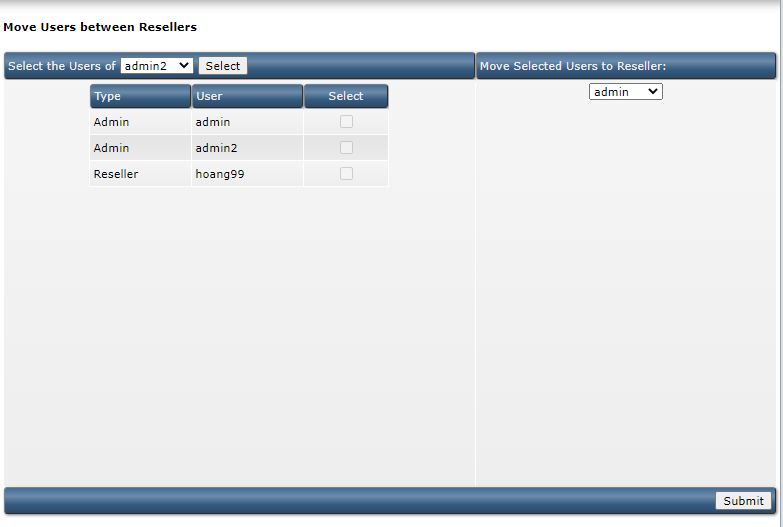 Move Users between Resellers
Select the Users of admin2 Select
Move Selected Users to Reseller:
admin
Type User Select
Admin admin
Admin admin2
Reseller hoang99
Submit